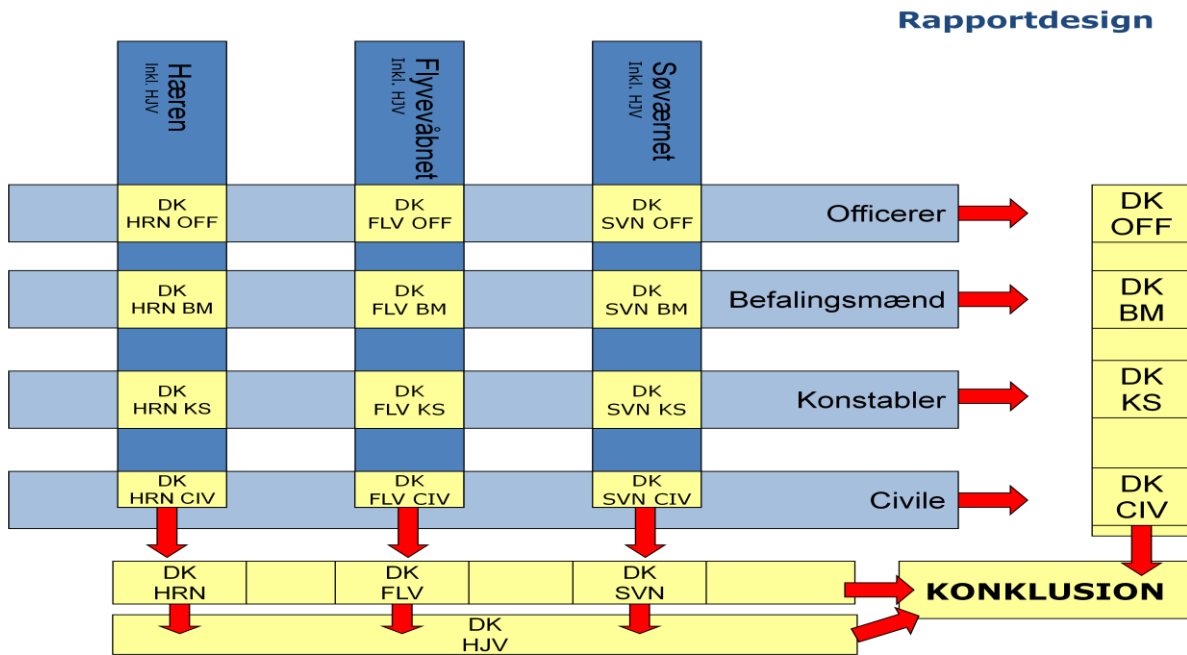 Rapportdesign
Hæren
Inkl. HJV
Flyvevåbnet
Inkl. HJV
Søværnet
Inkl. HJV
DK
HRN OFF
DK
FLV OFF
DK
SVN OFF
Officerer
DK
OFF
DK
HRN BM
DK
FLV BM
DK
SVN BM
Befalingsmænd
DK
BM
DK
HRN KS
DK
FLV KS
DK
SVN KS
Konstabler
DK
KS
DK
HRN CIV
DK
FLV CIV
DK
SVN CIV
Civile
DK
CIV
DK
HRN
DK
FLV
DK
SVN
KONKLUSION
DK
HJV